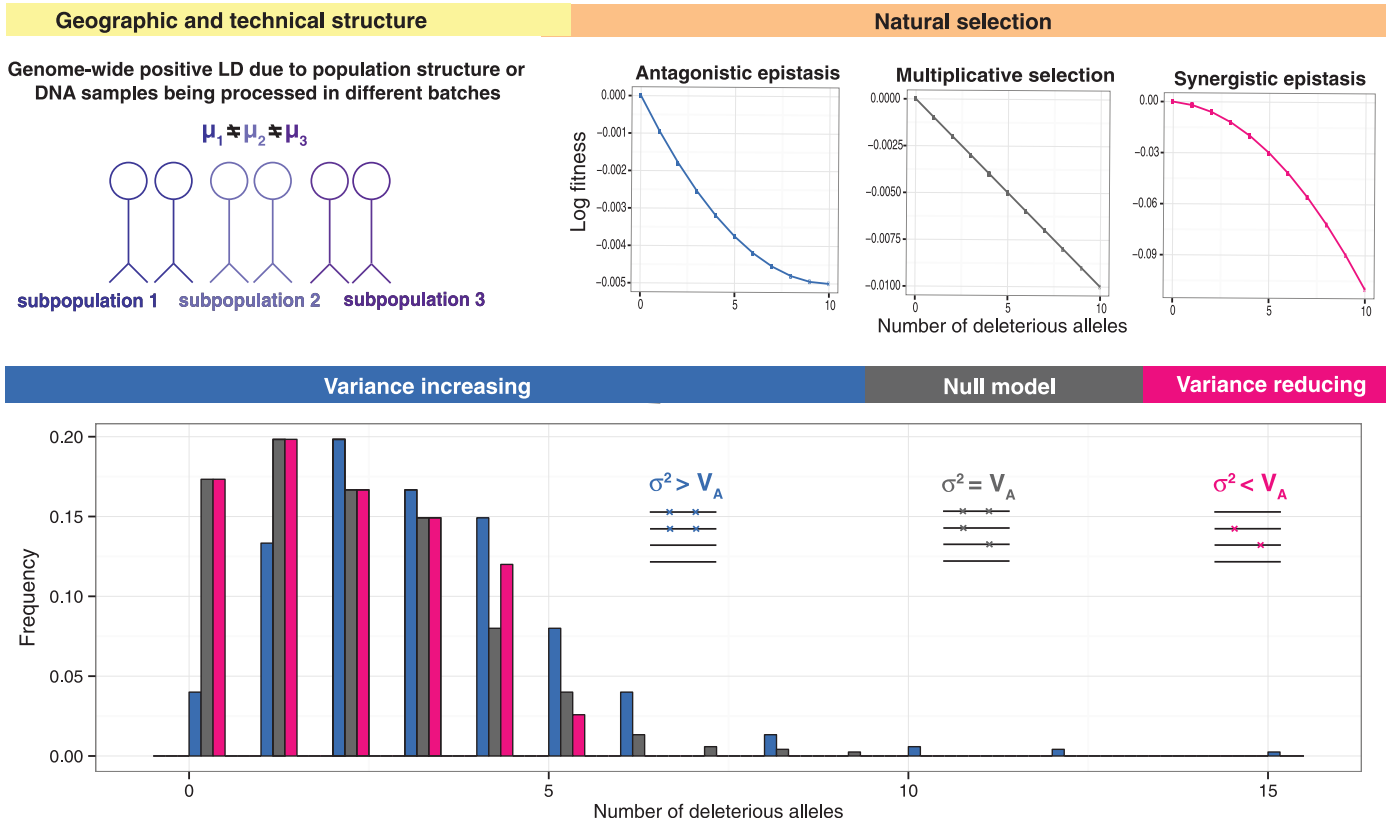 Geographic and technical structure
Natural selection
Genome-wide positive LD due to population structure or
DNA samples being processed in different batches
μ1 ≠ μ2 ≠ μ3
subpopulation 1
subpopulation 2
subpopulation 3
Antagonistic epistasis
Multiplicative selection
Synergistic epistasis
Log fitness
0.000
−0.001
−0.002
−0.003
−0.004
−0.005
0
5
10
0.0000
−0.0025
−0.0050
−0.0075
−0.0100
0
5
10
0.00
−0.03
−0.06
−0.09
0
5
10
Number of deleterious alleles
Variance increasing
Null model
Variance reducing
Frequency
0.20
0.15
0.10
0.05
0.00
σ² > VA
σ² = VA
σ² < VA
0
5
10
15
Number of deleterious alleles